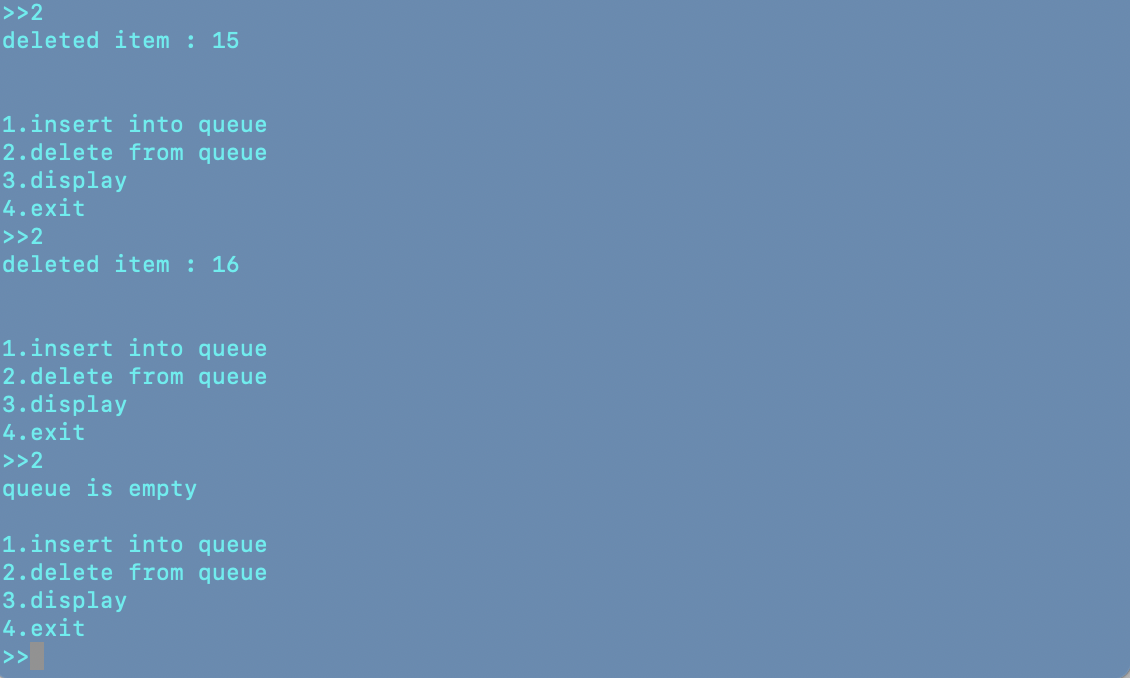 >>2
deleted item : 15
1.insert into queue
2.delete from queue
3.display
4.exit
>>2
deleted item : 16
1.insert into queue
2.delete from queue
3.display
4.exit
>>2
queue is empty
1.insert into queue
2.delete from queue
3.display
4.exit
>>